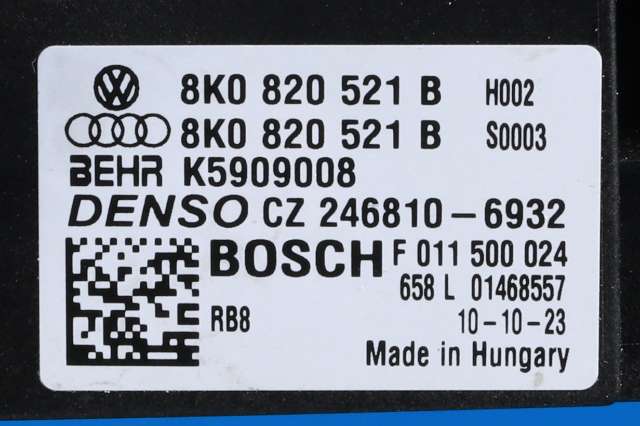 8K0 820 521 B H002
8K0 820 521 B S0003
BEHR K5909008
DENSO CZ 246810-6932
BOSCH F 011 500 024
658 L 01468557
RB8 10-10-23
Made in Hungary